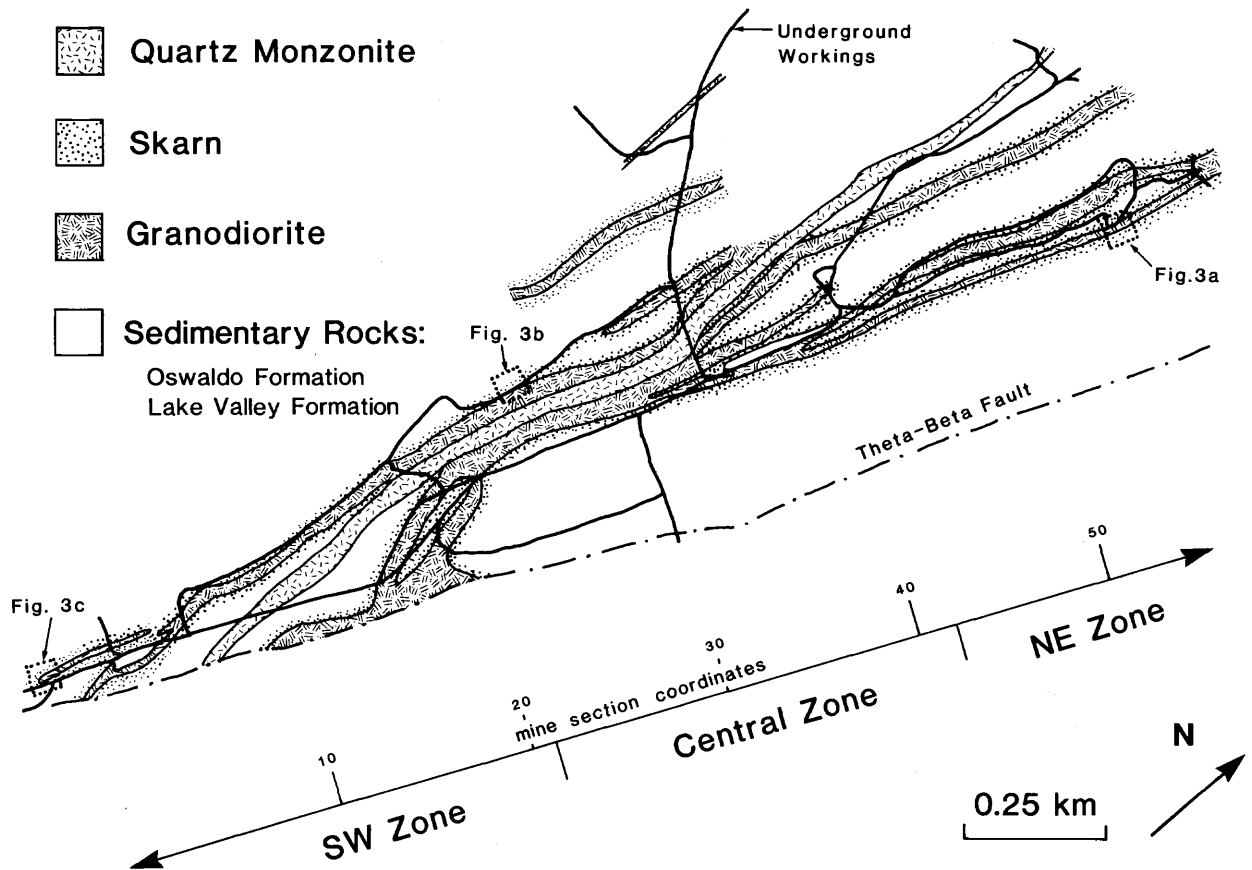 Quartz Monzonite
Skarn
Granodiorite
Sedimentary Rocks:
Oswaldo Formation
Lake Valley Formation
Underground
Workings
Fig.3a
Fig. 3b
Theta-Beta Fault
Fig. 3c
50
40
30
20
10
mine section coordinates
NE Zone
Central Zone
SW Zone
N
0.25 km